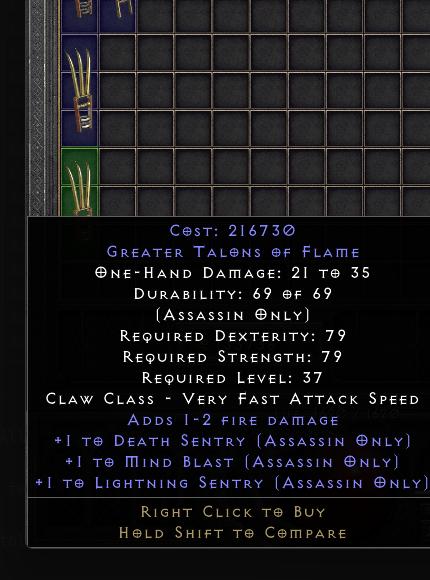 Cost: 216730
Greater Talons of Flame
One-Hand Damage: 21 to 35
Durability: 69 of 69
(Assassin Only)
Required Dexterity: 79
Required Strength: 79
Required Level: 37
Claw Class - Very Fast Attack Speed
Adds 1-2 fire damage
+1 to Death Sentry (Assassin Only)
+1 to Mind Blast (Assassin Only)
+1 to Lightning Sentry (Assassin Only)
Right Click to Buy
Hold Shift to Compare